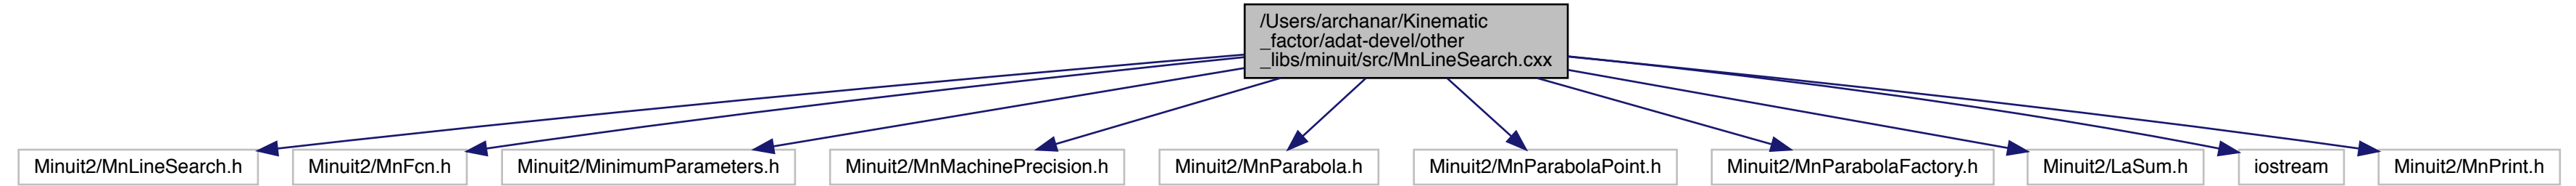 /Users/archanar/Kinematic
_factor/adat-devel/other
_libs/minuit/src/MnLineSearch.cxx
Minuit2/MnLineSearch.h
Minuit2/MnFcn.h
Minuit2/MinimumParameters.h
Minuit2/MnMachinePrecision.h
Minuit2/MnParabola.h
Minuit2/MnParabolaPoint.h
Minuit2/MnParabolaFactory.h
Minuit2/LaSum.h
iostream
Minuit2/MnPrint.h